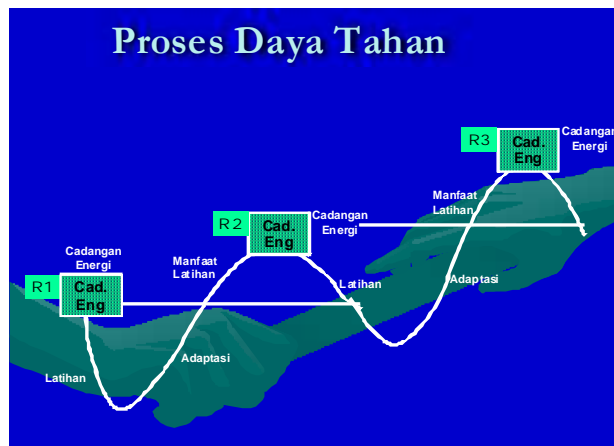 Proses Daya Tahan
R3
Cad.
Eng
Cadangan
Energi
Manfaat
Latihan
R2
Cad.
Eng
Cadangan
Energi
Cadangan
Energi
Manfaat
Latihan
R1
Cad.
Eng
Latihan
Adaptasi
Adaptasi
Latihan